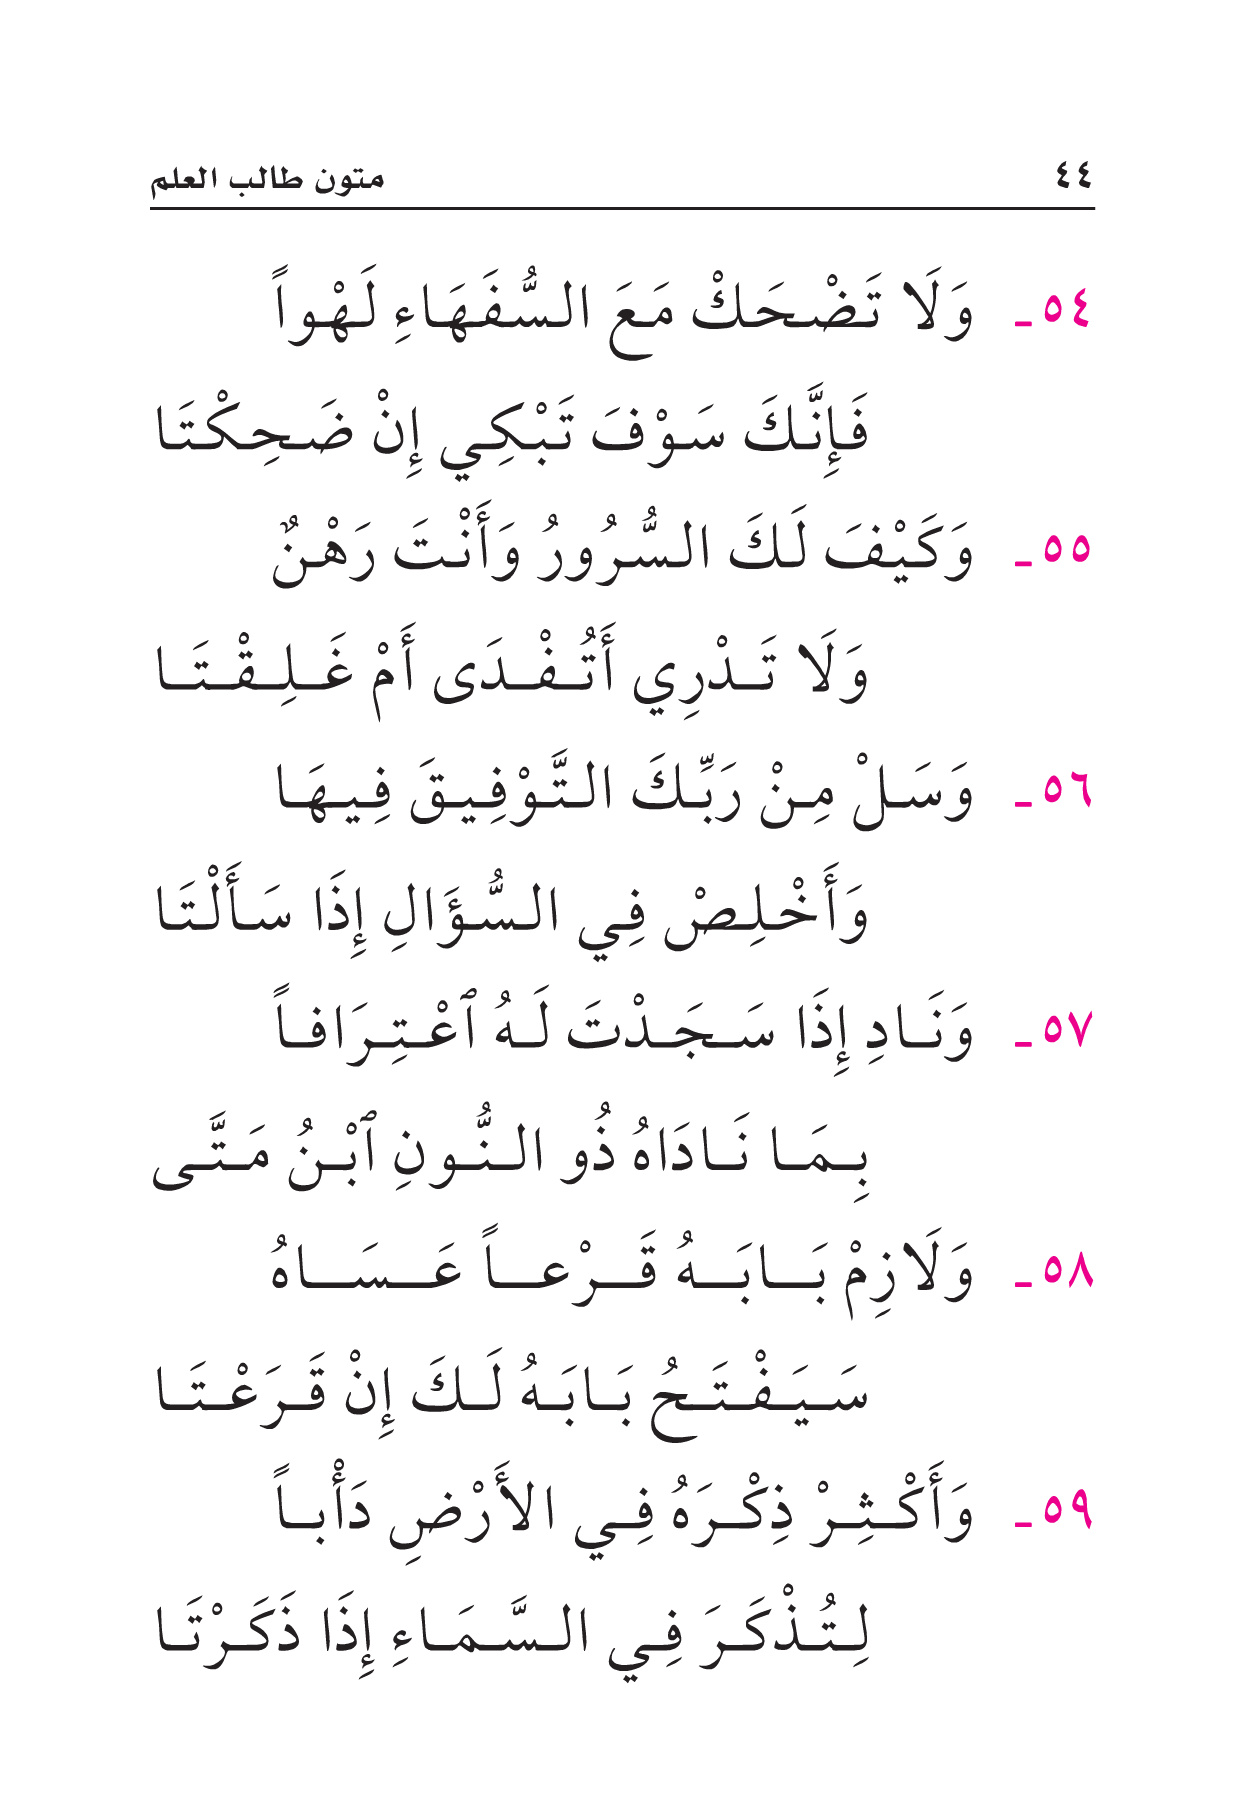 ٤٤ متون طالب العلم
٥٤ـ وَلَا تَضْحَكْ مَعَ السُّفَهَاءِ لَهْواً
فَإِنَّكَ سَوْفَ تَبْكِي إِنْ ضَحِكْتَا
٥٥ـ وَكَيْفَ لَكَ السُّرُورُ وَأَنْتَ رَهْنٌ
وَلَا تَدْرِي أَتُفْدَى أَمْ غَلِقْتَا
٥٦ـ وَسَلْ مِنْ رَبِّكَ التَّوْفِيقَ فِيهَا
وَأَخْلِصْ فِي السُّؤَالِ إِذَا سَأَلْتَا
٥٧ـ وَنَادِ إِذَا سَجَدْتَ لَهُ ٱعْتِرَافاً
بِمَا نَادَاهُ ذُو النُّونِ ٱبْنُ مَتَّى
٥٨ـ وَلَازِمْ بَابَهُ قَرْعاً عَسَاهُ
سَيَفْتَحُ بَابَهُ لَكَ إِنْ قَرَعْتَا
٥٩ـ وَأَكْثِرْ ذِكْرَهُ فِي الأَرْضِ دَأْباً
لِتُذْكَرَ فِي السَّمَاءِ إِذَا ذَكَرْتَا